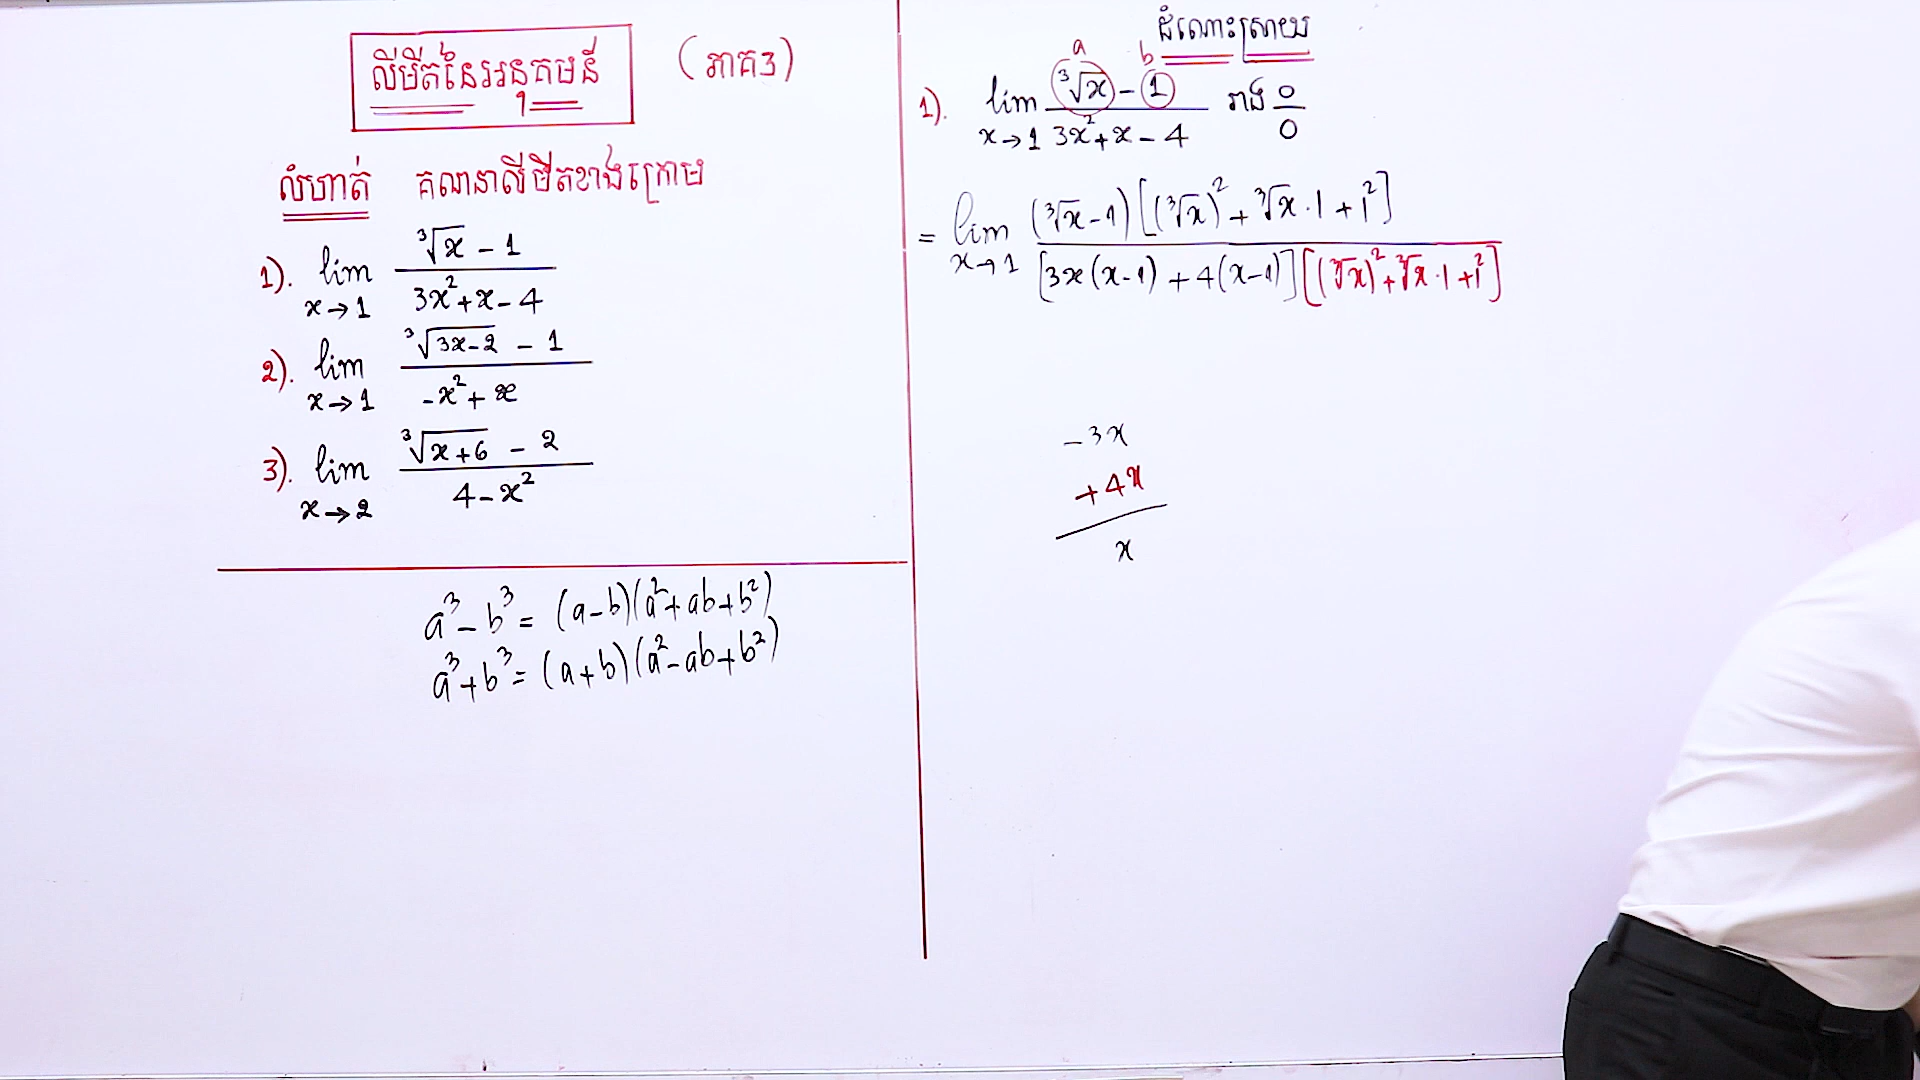 លីមីតនៃអនុគមន៍ (ភាគ3)
លំហាត់ គណនាលីមីតខាងក្រោម
1). lim x→1 (∛x - 1)/(3x² + x - 4)
2). lim x→1 (∛(3x-2) - 1)/(-x² + x)
3). lim x→2 (∛(x+6) - 2)/(4 - x²)
a³ - b³ = (a-b)(a²+ab+b²)
a³ + b³ = (a+b)(a²-ab+b²)
ដំណោះស្រាយ
a b
1). lim x→1 (∛x - 1)/(3x² + x - 4) រាង 0/0
= lim x→1 (∛x - 1)[(∛x)² + ∛x·1 + 1²]/[3x(x-1) + 4(x-1)][(∛x)² + ∛x·1 + 1²]
-3x
+4x
x